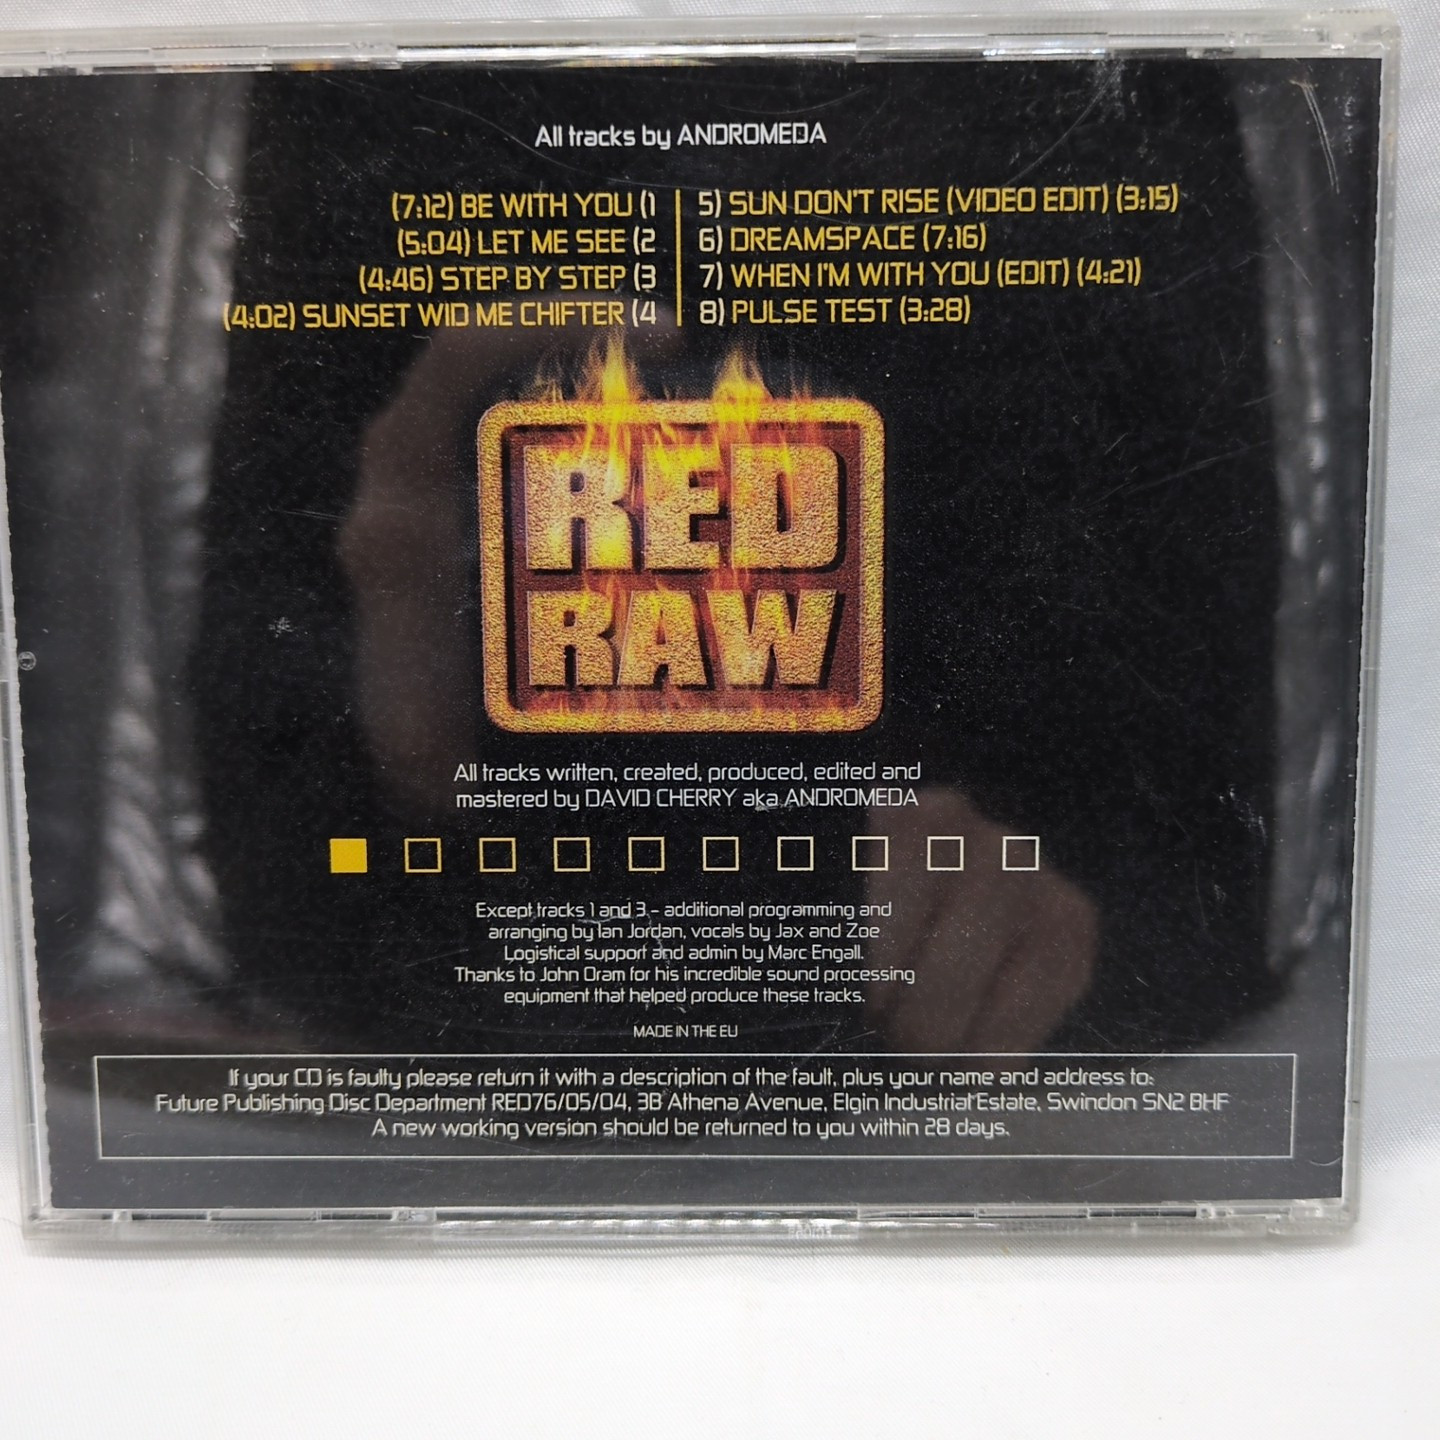 All tracks by ANDROMEDA
(7:12) BE WITH YOU (1
(5:04) LET ME SEE (2
(4:46) STEP BY STEP (3
(4:02) SUNSET WID ME CHIFTER (4
5) SUN DON'T RISE (VIDEO EDIT) (3:15)
6) DREAMSPACE (7:16)
7) WHEN I'M WITH YOU (EDIT) (4:21)
8) PULSE TEST (3:28)
RED
RAW
All tracks written, created, produced, edited and
mastered by DAVID CHERRY aka ANDROMEDA
Except tracks 1 and 3 - additional programming and
arranging by Ian Jordan, vocals by Jax and Zoe
Logistical support and admin by Marc Engall.
Thanks to John Oram for his incredible sound processing
equipment that helped produce these tracks.
MADE IN THE EU
If your CD is faulty please return it with a description of the fault, plus your name and address to:
Future Publishing Disc Department RED76/05/04, 3B Athena Avenue, Elgin Industrial Estate, Swindon SN2 8HF
A new working version should be returned to you within 28 days.